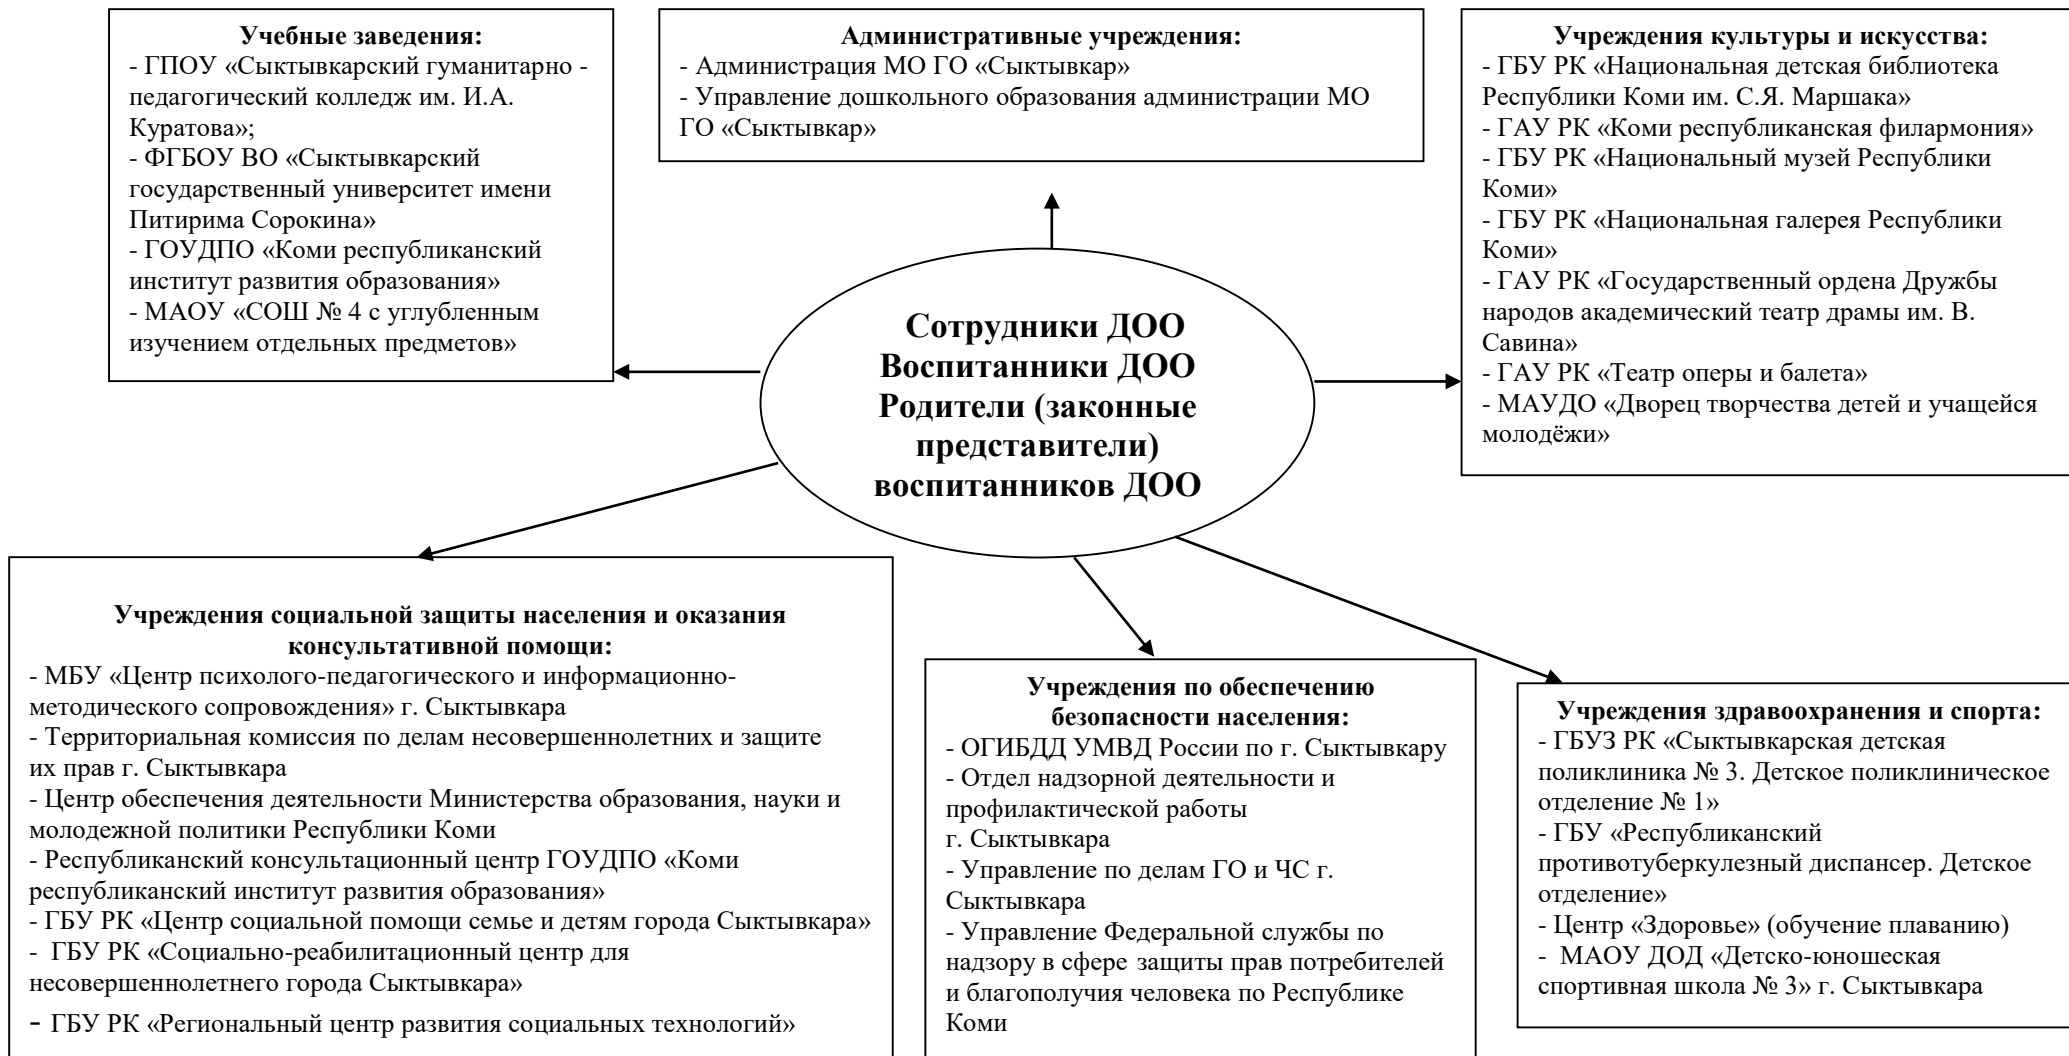 Учебные заведения:
- ГПОУ «Сыктывкарский гуманитарно -
педагогический колледж им. И.А.
Куратова»;
- ФГБОУ ВО «Сыктывкарский
государственный университет имени
Питирима Сорокина»
- ГОУДПО «Коми республиканский
институт развития образования»
- МАОУ «СОШ № 4 с углубленным
изучением отдельных предметов»
Административные учреждения:
- Администрация МО ГО «Сыктывкар»
- Управление дошкольного образования администрации МО
ГО «Сыктывкар»
Учреждения культуры и искусства:
- ГБУ РК «Национальная детская библиотека
Республики Коми им. С.Я. Маршака»
- ГАУ РК «Коми республиканская филармония»
- ГБУ РК «Национальный музей Республики
Коми»
- ГБУ РК «Национальная галерея Республики
Коми»
- ГАУ РК «Государственный ордена Дружбы
народов академический театр драмы им. В.
Савина»
- ГАУ РК «Театр оперы и балета»
- МАУДО «Дворец творчества детей и учащейся
молодёжи»
Сотрудники ДОО
Воспитанники ДОО
Родители (законные
представители)
воспитанников ДОО
Учреждения социальной защиты населения и оказания
консультативной помощи:
- МБУ «Центр психолого-педагогического и информационно-
методического сопровождения» г. Сыктывкара
- Территориальная комиссия по делам несовершеннолетних и защите
их прав г. Сыктывкара
- Центр обеспечения деятельности Министерства образования, науки и
молодежной политики Республики Коми
- Республиканский консультационный центр ГОУДПО «Коми
республиканский институт развития образования»
- ГБУ РК «Центр социальной помощи семье и детям города Сыктывкара»
- ГБУ РК «Социально-реабилитационный центр для
несовершеннолетнего города Сыктывкара»
- ГБУ РК «Региональный центр развития социальных технологий»
Учреждения по обеспечению
безопасности населения:
- ОГИБДД УМВД России по г. Сыктывкару
- Отдел надзорной деятельности и
профилактической работы
г. Сыктывкара
- Управление по делам ГО и ЧС г.
Сыктывкара
- Управление Федеральной службы по
надзору в сфере защиты прав потребителей
и благополучия человека по Республике
Коми
Учреждения здравоохранения и спорта:
- ГБУЗ РК «Сыктывкарская детская
поликлиника № 3. Детское поликлиническое
отделение № 1»
- ГБУ «Республиканский
противотуберкулезный диспансер. Детское
отделение»
- Центр «Здоровье» (обучение плаванию)
- МАОУ ДОД «Детско-юношеская
спортивная школа № 3» г. Сыктывкара